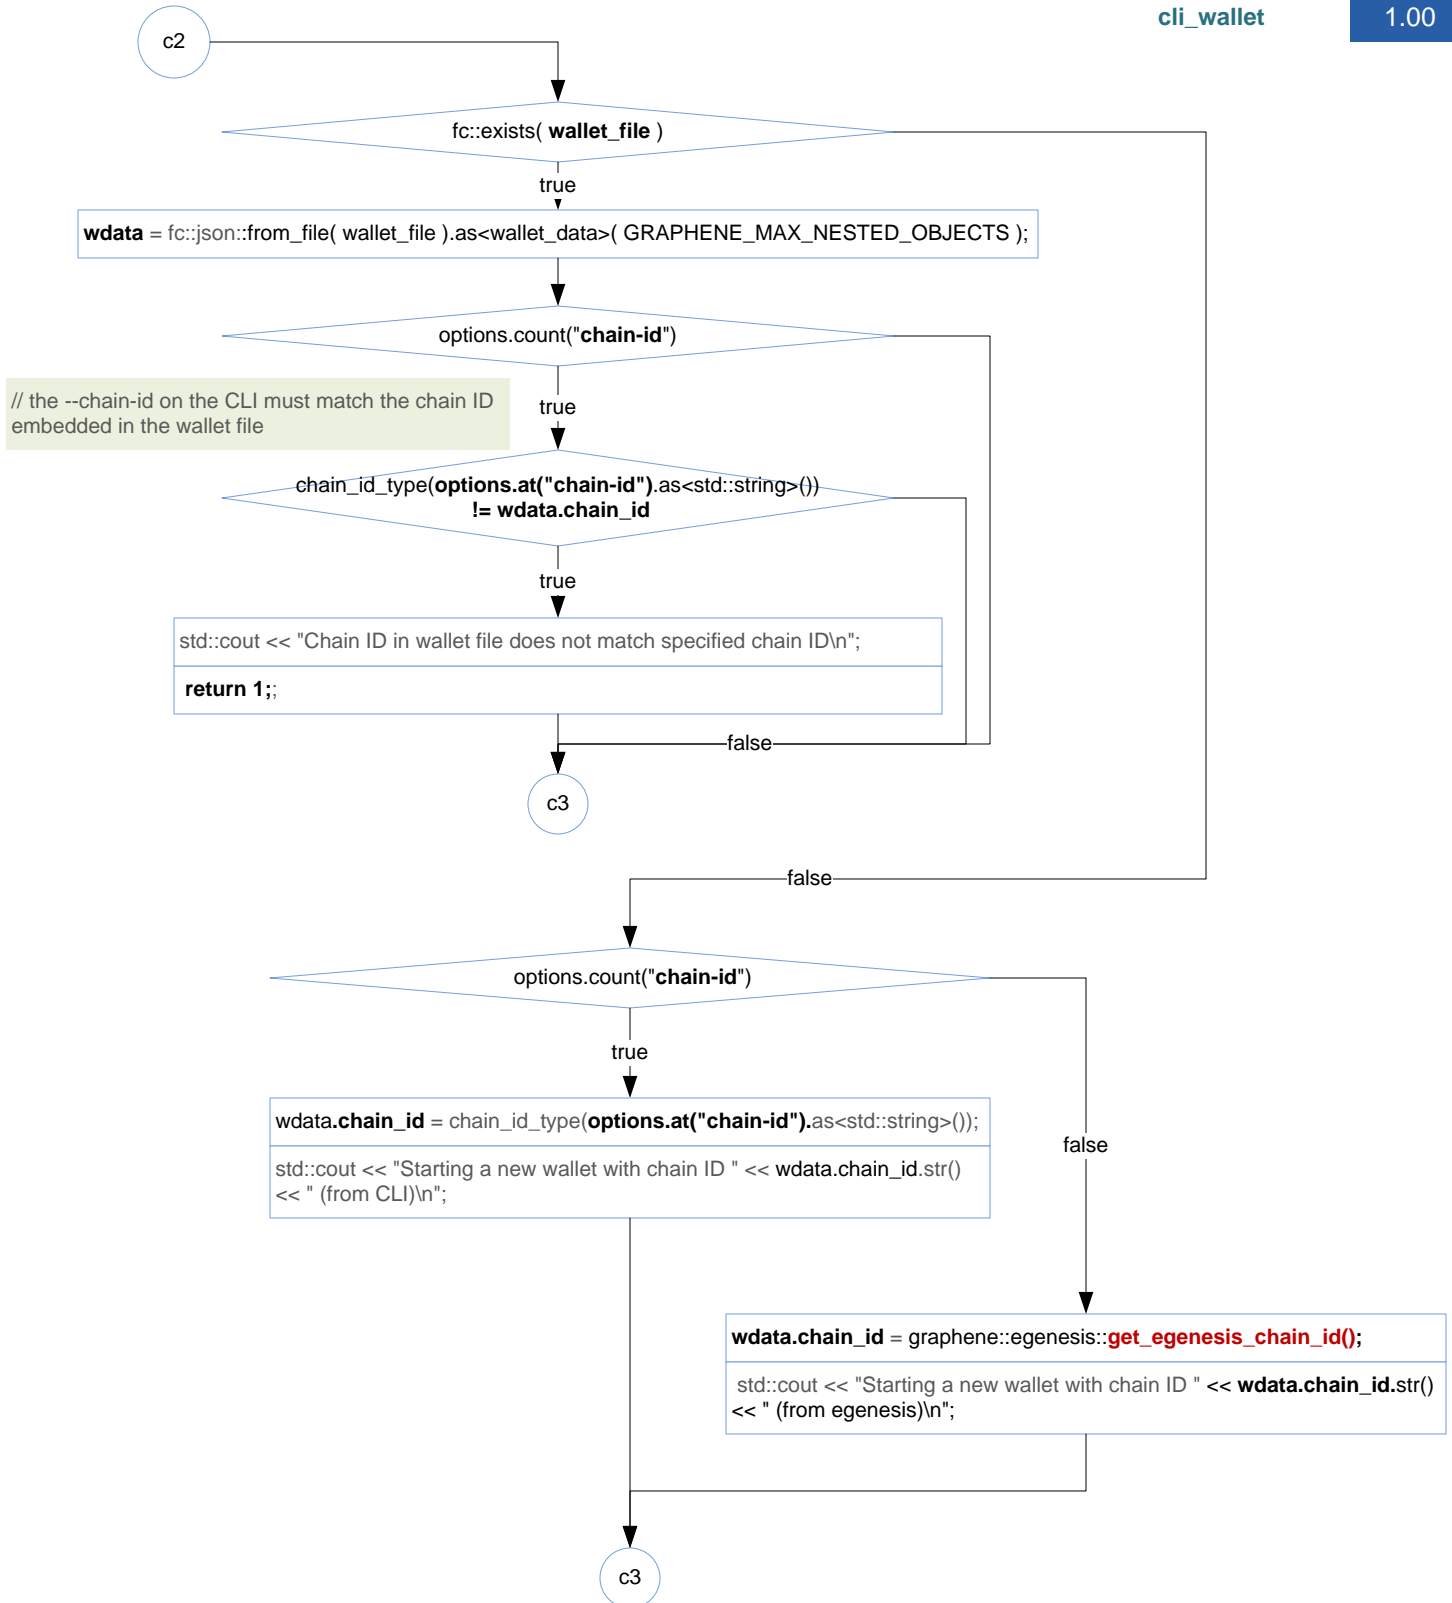 cli_wallet
1.00
c2
fc::exists( wallet_file )
true
wdata = fc::json::from_file( wallet_file ).as<wallet_data>( GRAPHENE_MAX_NESTED_OBJECTS );
options.count("chain-id")
// the --chain-id on the CLI must match the chain ID
embedded in the wallet file
true
chain_id_type(options.at("chain-id").as<std::string>())
!= wdata.chain_id
true
std::cout << "Chain ID in wallet file does not match specified chain ID\n";
return 1;;
false
c3
false
options.count("chain-id")
true
wdata.chain_id = chain_id_type(options.at("chain-id").as<std::string>());
false
std::cout << "Starting a new wallet with chain ID " << wdata.chain_id.str()
<< " (from CLI)\n";
wdata.chain_id = graphene::egenesis::get_egenesis_chain_id();
std::cout << "Starting a new wallet with chain ID " << wdata.chain_id.str()
<< " (from egenesis)\n";
c3